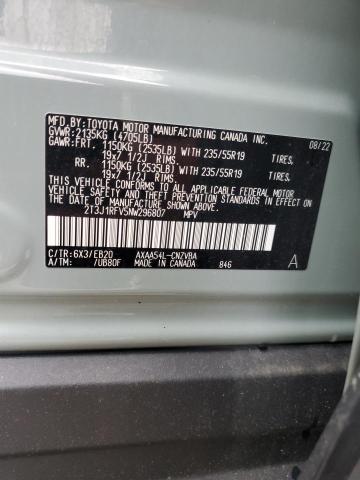 MFD.BY:TOYOTA MOTOR MANUFACTURING CANADA INC. 08/22
GVWR: 2135KG (4705LB)
GAWR:FRT. 1150KG (2535LB) WITH 235/55R19 TIRES,
19x7 1/2J RIMS,
RR. 1150KG (2535LB) WITH 235/55R19 TIRES,
19x7 1/2J RIMS,
THIS VEHICLE CONFORMS TO ALL APPLICABLE FEDERAL MOTOR
VEHICLE SAFETY, AND THEFT PREVENTION STANDARDS IN EFFECT ON
THE DATE OF MANUFACTURE SHOWN ABOVE.
2T3J1RFV5NW296807 MPV
C/TR:6X3/EB20 AXAA54L-CNZVBA A
A/TM: /UB80F MADE IN CANADA 846